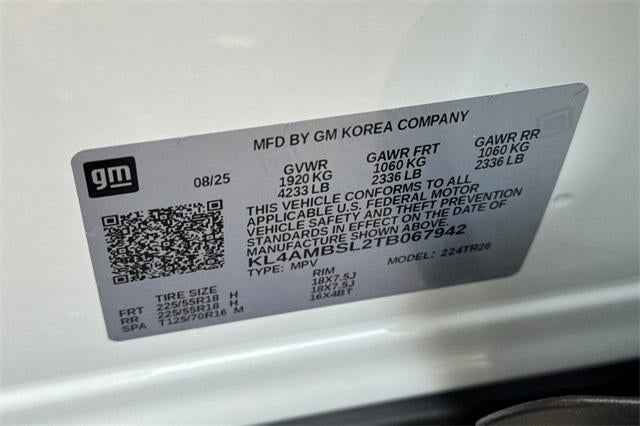 MFD BY GM KOREA COMPANY
gm
08/25 GVWR GAWR FRT GAWR RR
1920 KG 1060 KG 1060 KG
4233 LB 2336 LB 2336 LB
THIS VEHICLE CONFORMS TO ALL
APPLICABLE U.S. FEDERAL MOTOR
VEHICLE SAFETY AND THEFT PREVENTION
STANDARDS IN EFFECT ON THE DATE OF
MANUFACTURE SHOWN ABOVE.
KL4AMBSL2TB067942
TYPE: MPV MODEL: 224TR26
TIRE SIZE RIM
FRT 225/55R18 H 18X7.5J
RR 225/55R18 H 18X7.5J
SPA T125/70R16 M 16X4BT